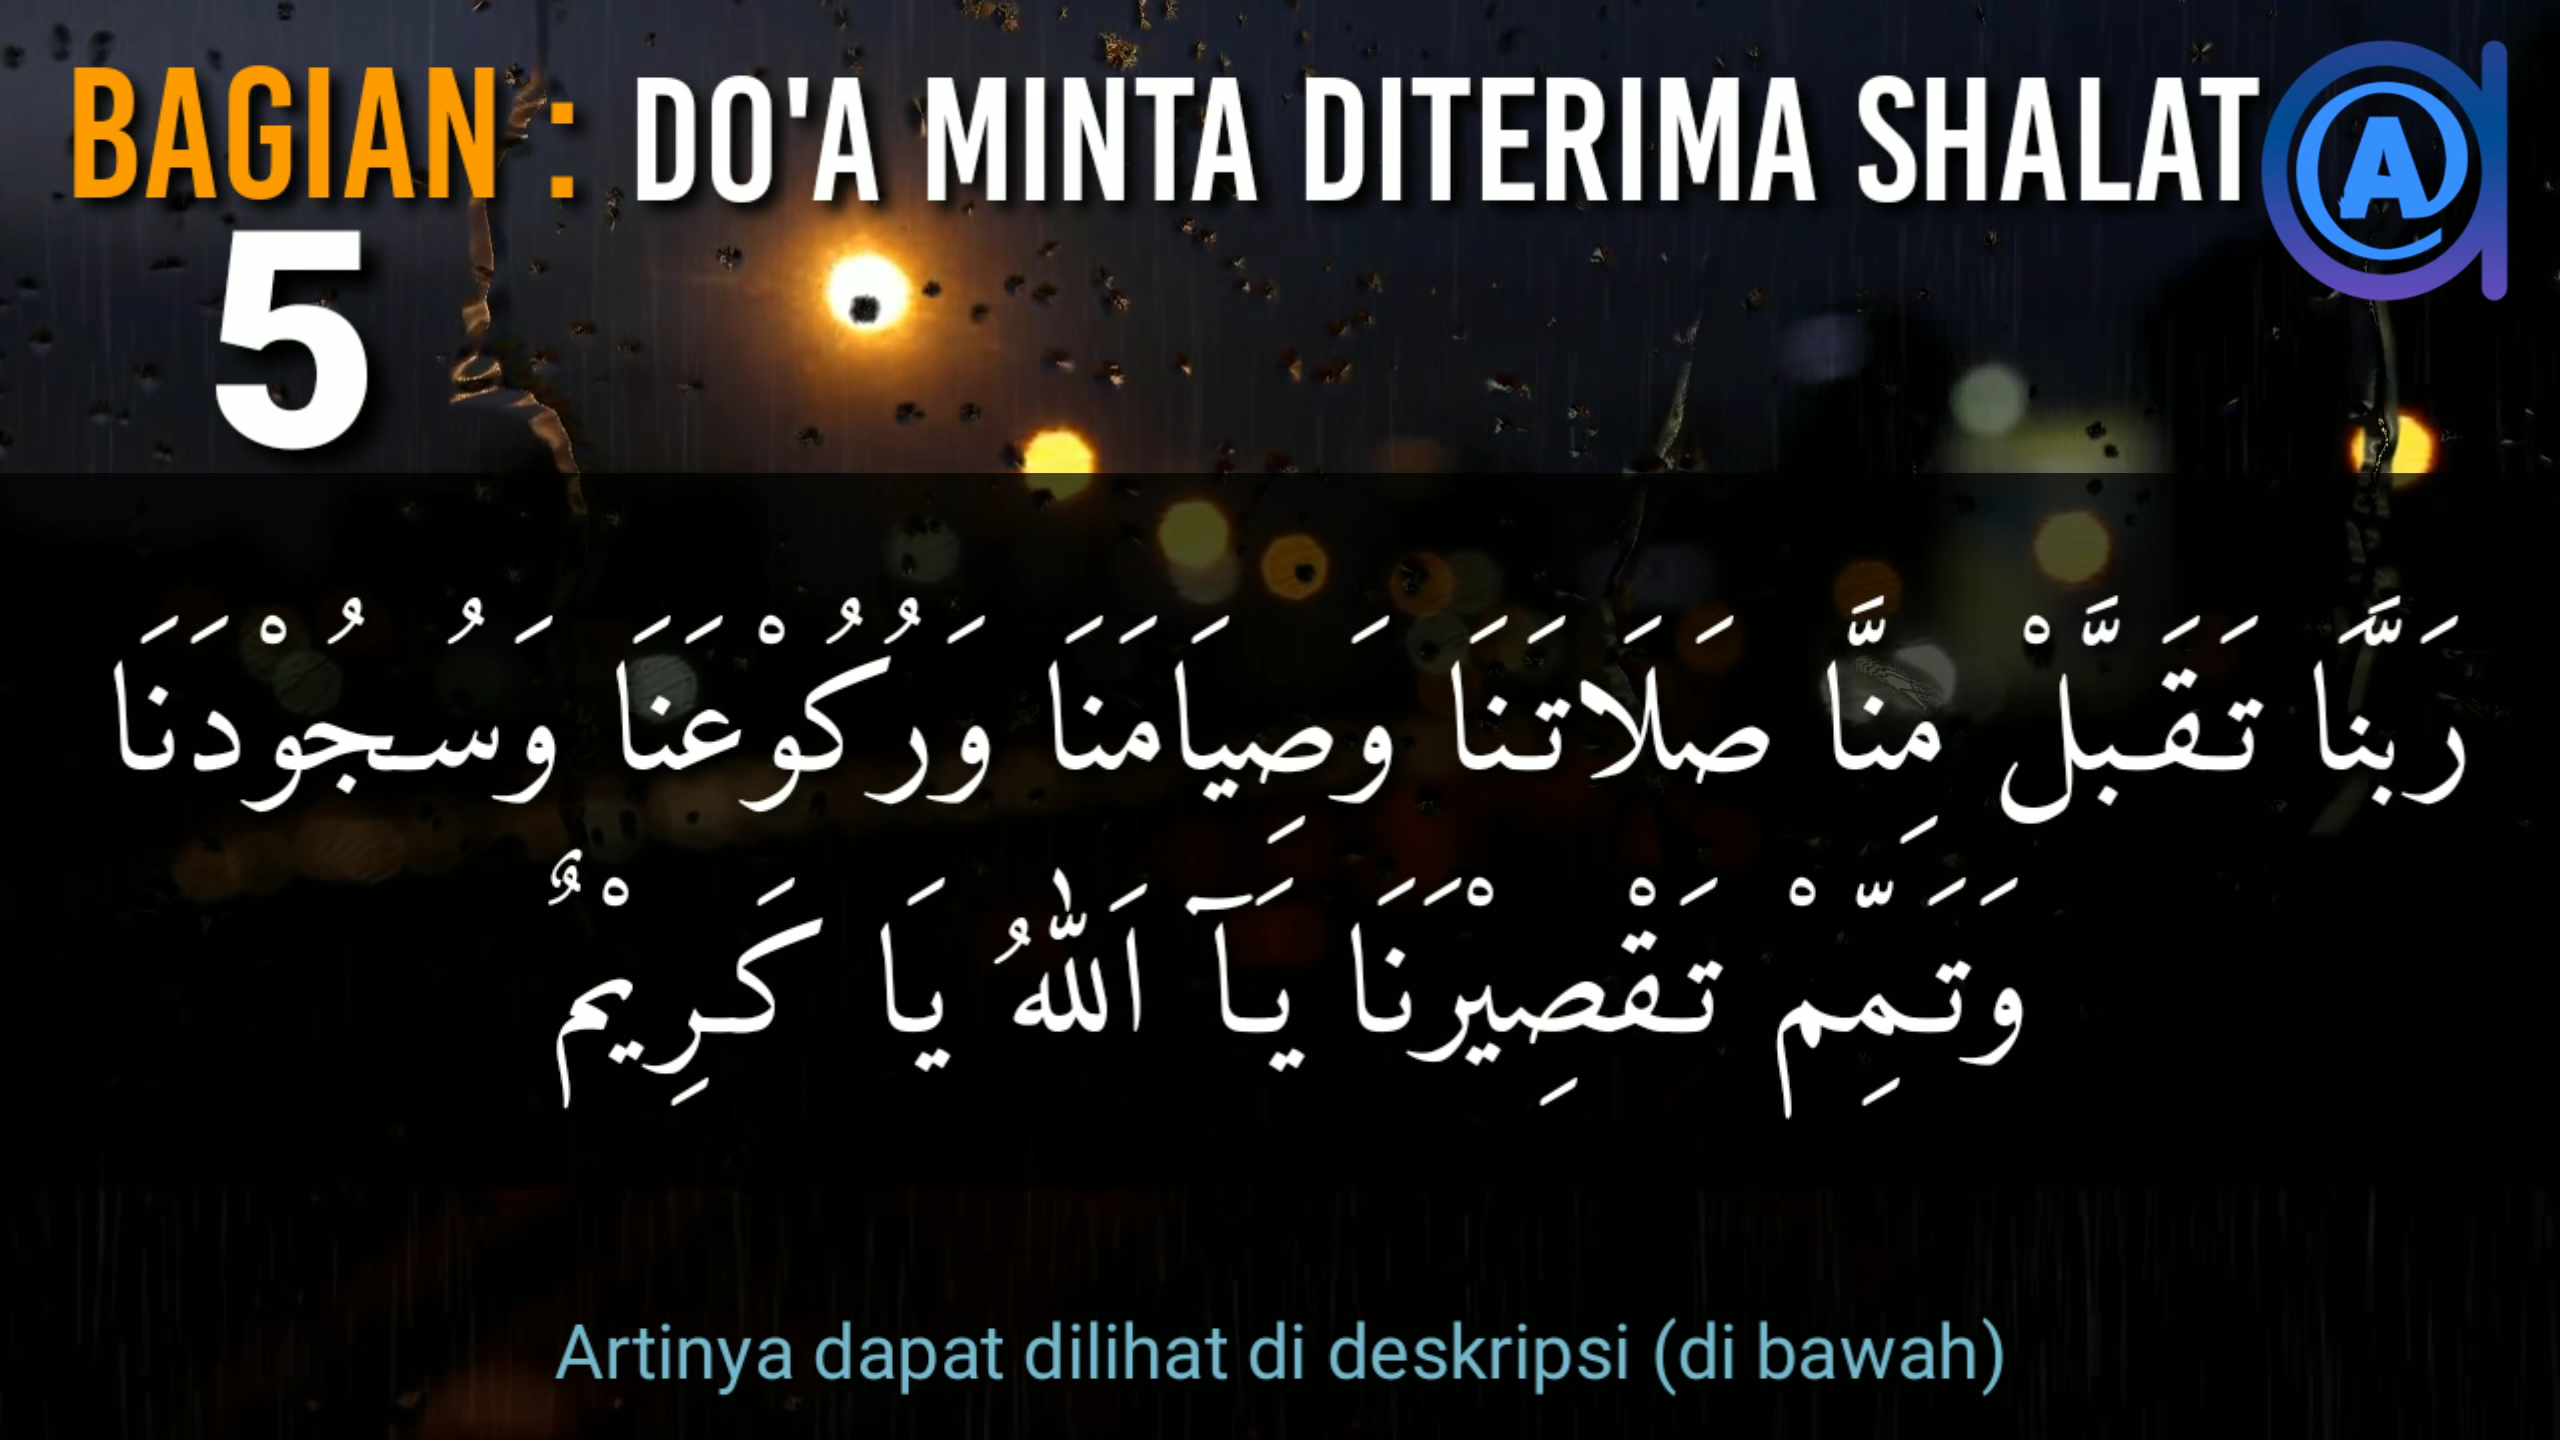 BAGIAN : DO'A MINTA DITERIMA SHALAT
5
A
رَبَّنَا تَقَبَّلْ مِنَّا صَلَاتَنَا وَصِيَامَنَا وَرُكُوْعَنَا وَسُجُوْدَنَا
وَتَمِّمْ تَقْصِيْرَنَا يَآ اَللّٰهُ يَا كَرِيْمٌ
Artinya dapat dilihat di deskripsi (di bawah)